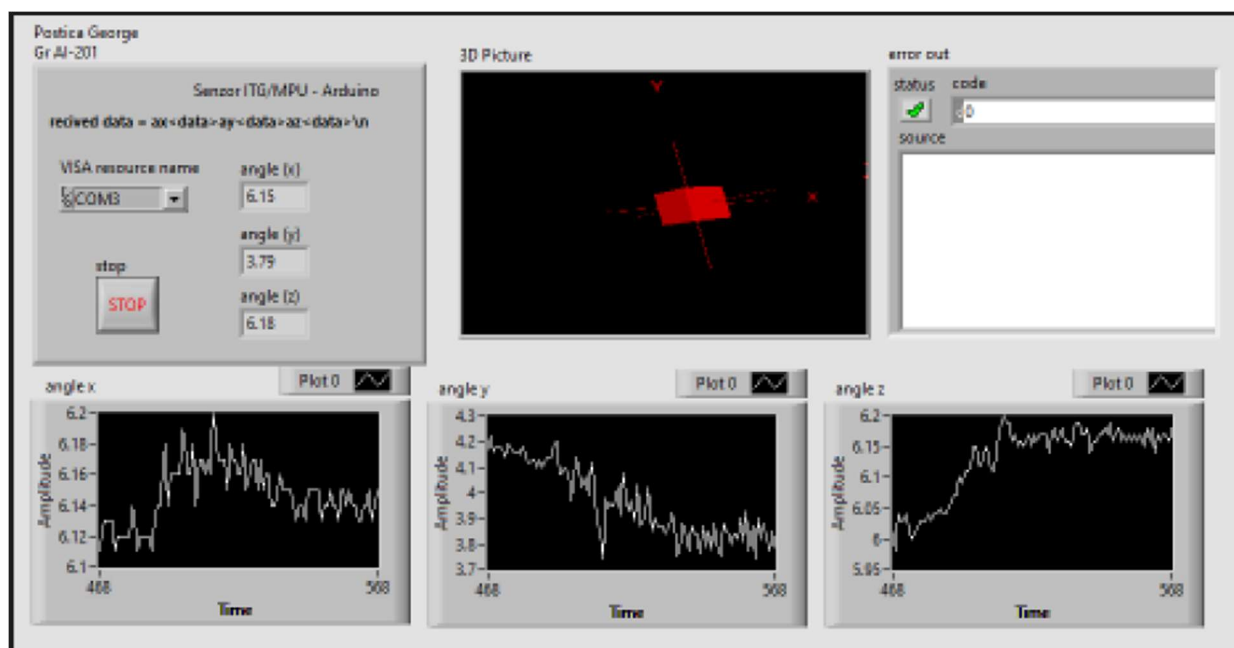 Postica George
Gr AI-201
Senzor ITG/MPU - Arduino
recived data = ax<data>ay<data>az<data>\n
VISA resource name
COM3
angle (x)
6.15
angle (y)
3.79
angle (z)
6.18
stop
STOP
3D Picture
Y
X
error out
status
code
0
source
angle x
Plot 0
Amplitude
6.2
6.18
6.16
6.14
6.12
6.1
468
568
Time
angle y
Plot 0
Amplitude
4.3
4.2
4.1
4
3.9
3.8
3.7
468
568
Time
angle z
Plot 0
Amplitude
6.2
6.15
6.1
6.05
6
5.95
468
568
Time